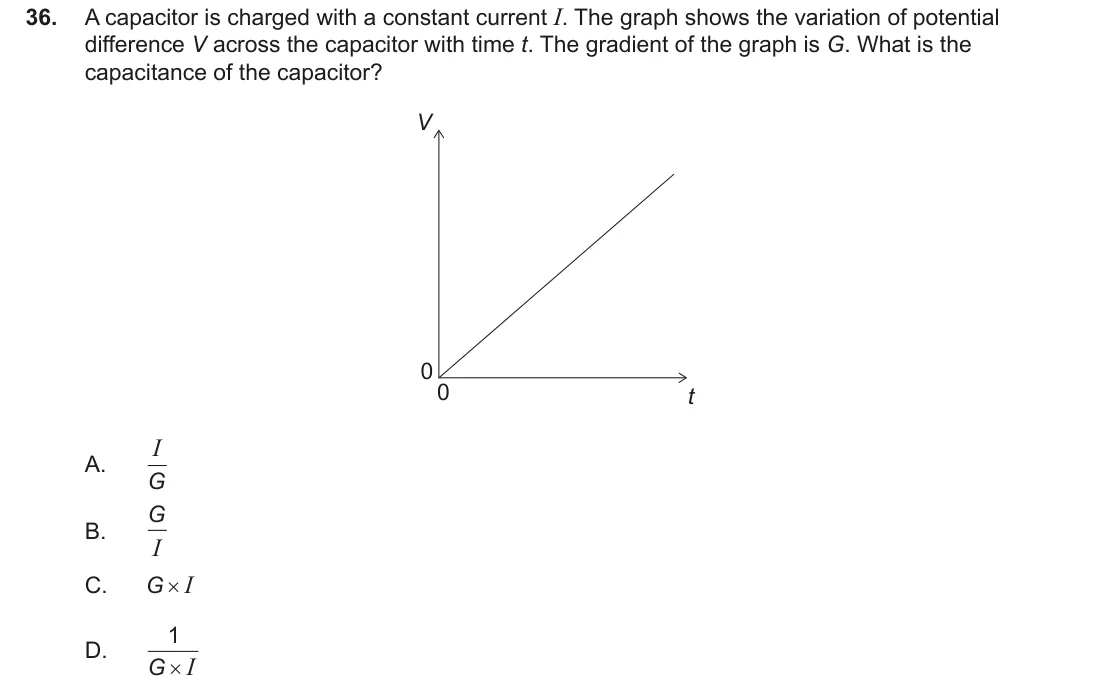 36. A capacitor is charged with a constant current I. The graph shows the variation of potential
difference V across the capacitor with time t. The gradient of the graph is G. What is the
capacitance of the capacitor?
V
0
0
t
A. I/G
B. G/I
C. G × I
D. 1/(G × I)